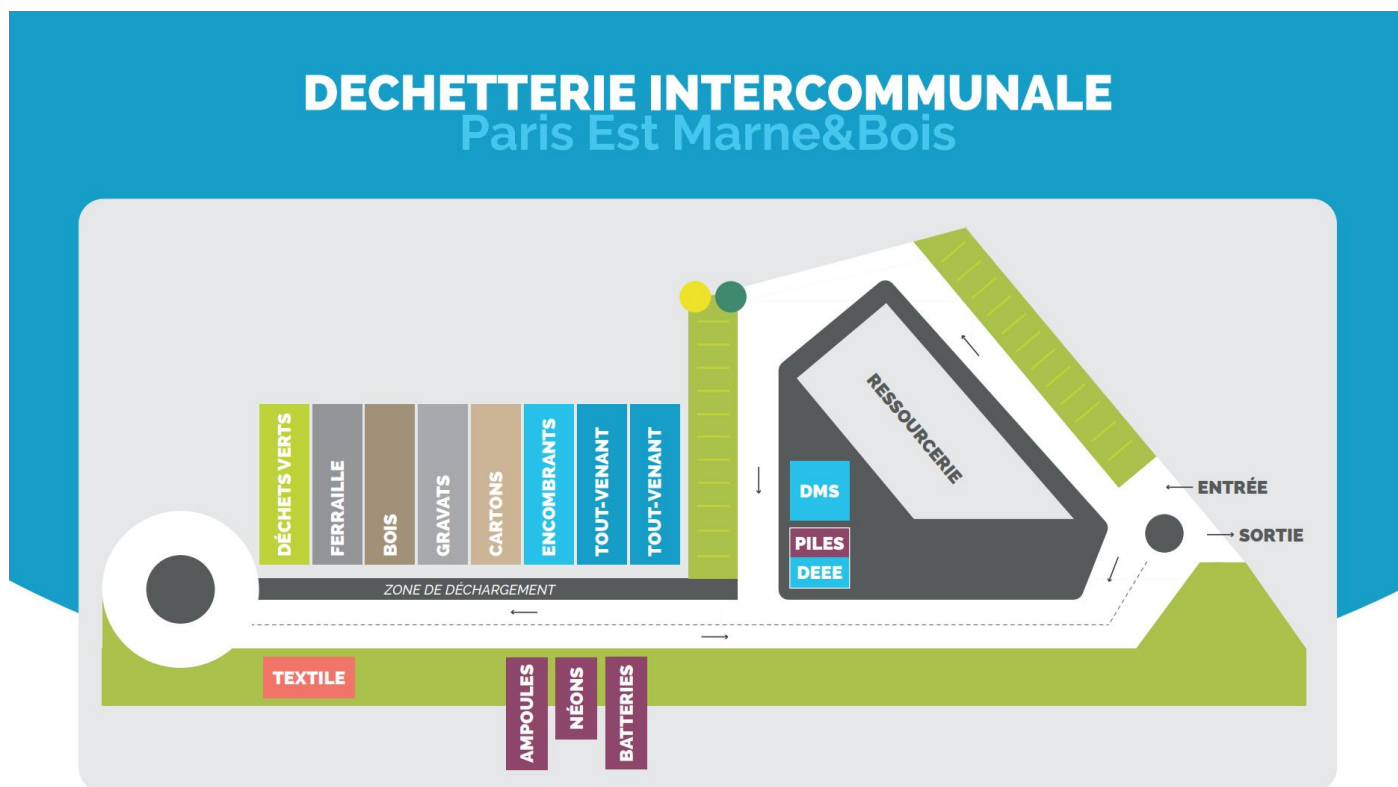 DECHETTERIE INTERCOMMUNALE
Paris Est Marne&Bois
DÉCHETS VERTS
FERRAILLE
BOIS
GRAVATS
CARTONS
ENCOMBRANTS
TOUT-VENANT
TOUT-VENANT
RESSOURCERIE
DMS
PILES
DEEE
ENTRÉE
SORTIE
ZONE DE DÉCHARGEMENT
TEXTILE
AMPOULES
NÉONS
BATTERIES